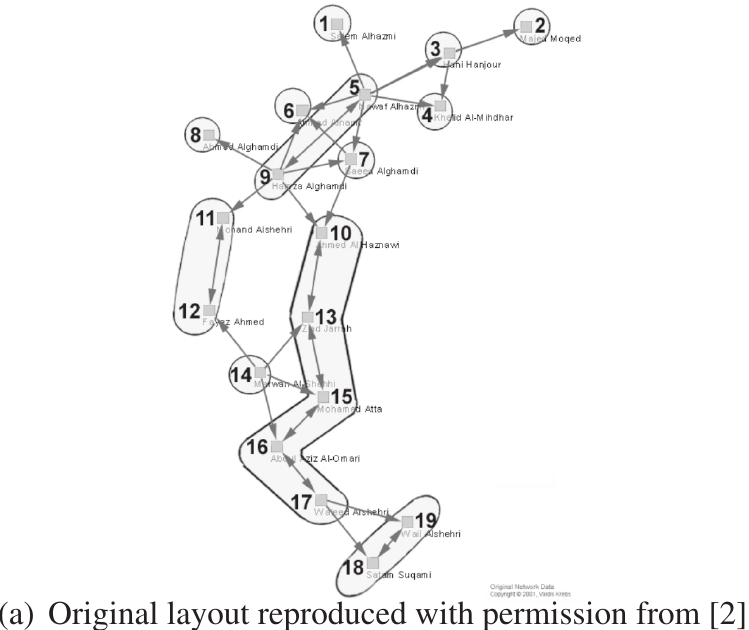 1
Salem Alhazmi
2
Majed Moqed
3
Hani Hanjour
5
Nawaf Alhazmi
6
4
Khalid Al-Mihdhar
8
Ahmed Alghamdi
7
Saeed Alghamdi
9
Hamza Alghamdi
11
Mohand Alshehri
10
Ahmed Al Haznawi
12
Fayez Ahmed
13
Ziad Jarrah
14
Marwan Al-Shehhi
15
Mohamed Atta
16
Abdul Aziz Al-Omari
17
Waleed Alshehri
19
Wail Alshehri
18
Satam Suqami
Original Network Data
Copyright © 2001, Valdis Krebs
(a) Original layout reproduced with permission from [2]